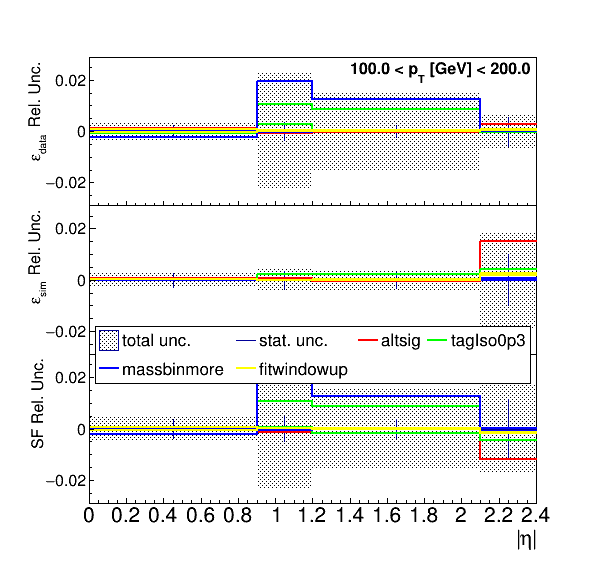 100.0 < pT [GeV] < 200.0
εdata Rel. Unc.
0.02
0
−0.02
εsim Rel. Unc.
0.02
0
−0.02
total unc. stat. unc. altsig tagIso0p3
massbinmore fitwindowup
SF Rel. Unc.
0.02
0
−0.02
0 0.2 0.4 0.6 0.8 1 1.2 1.4 1.6 1.8 2 2.2 2.4
|η|